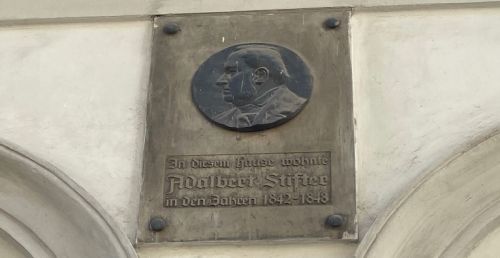 In diesem Hause wohnte
Adalbert Stifter
in den Jahren 1842-1848